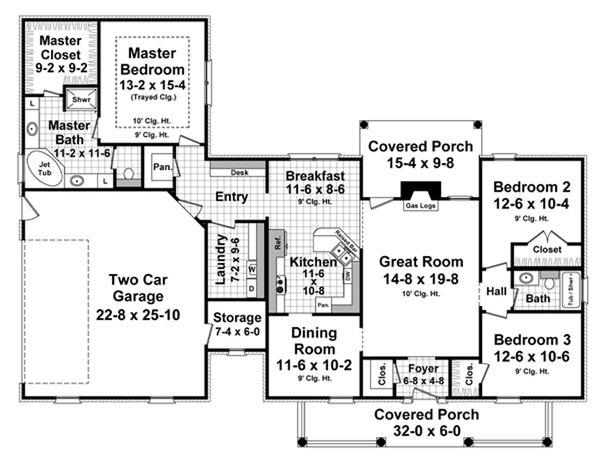 Master
Closet
9-2 x 9-2
Master
Bedroom
13-2 x 15-4
(Trayed Clg.)
10' Clg. Ht.
9' Clg. Ht.
L
Shwr
Master
Bath
11-2 x 11-6
Jet
Tub
L
Pan.
Desk
Entry
Breakfast
11-6 x 8-6
9' Clg. Ht.
Covered Porch
15-4 x 9-8
Gas Logs
Bedroom 2
12-6 x 10-4
9' Clg. Ht.
Closet
Two Car
Garage
22-8 x 25-10
Laundry
7-2 x 9-6
W
D
Ref.
Raised Bar
Kitchen
11-6
x
10-8
DW
Pan.
Great Room
14-8 x 19-8
10' Clg. Ht.
Hall
Bath
Tub / Shwr
Storage
7-4 x 6-0
Dining
Room
11-6 x 10-2
9' Clg. Ht.
Bedroom 3
12-6 x 10-6
9' Clg. Ht.
Clos.
Foyer
6-8 x 4-8
Clos.
Covered Porch
32-0 x 6-0